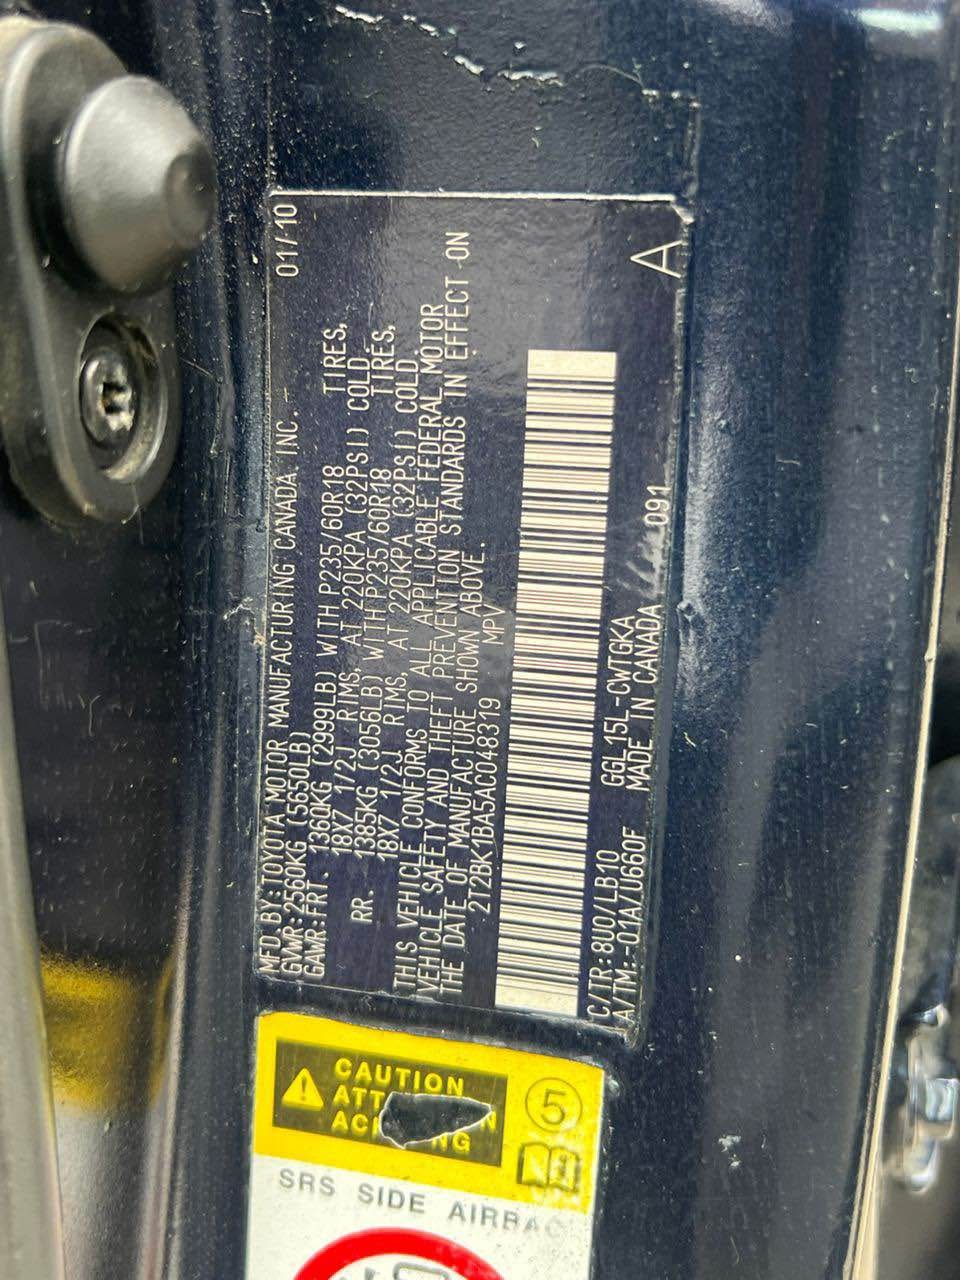 MFD.BY:TOYOTA MOTOR MANUFACTURING CANADA, INC. 01/10
GVWR:2560KG (5650LB)
GAWR:FRT. 1360KG (2999LB) WITH P235/60R18 TIRES,
18X7 1/2J RIMS, AT 220KPA (32PSI) COLD.
RR. 1385KG (3056LB) WITH P235/60R18 TIRES,
18X7 1/2J RIMS, AT 220KPA (32PSI) COLD.
THIS VEHICLE CONFORMS TO ALL APPLICABLE FEDERAL MOTOR
VEHICLE SAFETY AND THEFT PREVENTION STANDARDS IN EFFECT ON
THE DATE OF MANUFACTURE SHOWN ABOVE.
2T2BK1BA5AC048319 MPV
C/TR:8U0/LB10 GGL15L-CWTGKA
A/TM:-01A/U660F MADE IN CANADA 091
A
CAUTION
5
SRS SIDE AIRBAG